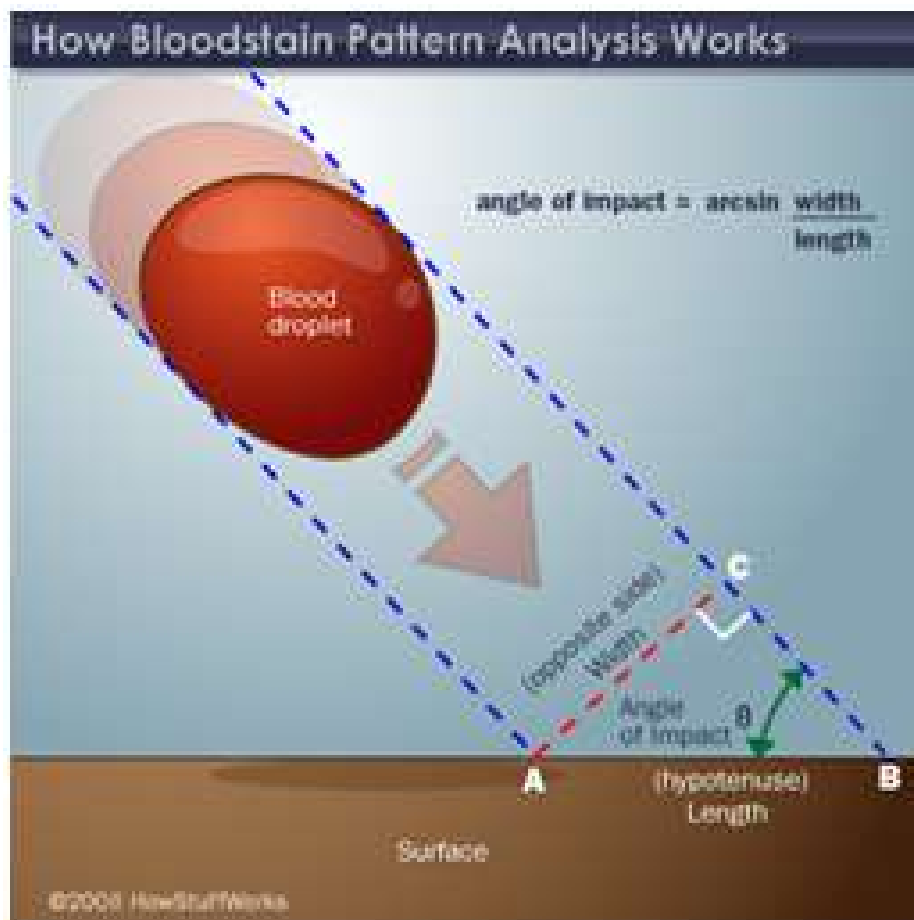 How Bloodstain Pattern Analysis Works
angle of impact = arcsin width
length
Blood
droplet
C
(opposite side)
Width
Angle
of Impact
θ
A
B
(hypotenuse)
Length
Surface
©2008 HowStuffWorks